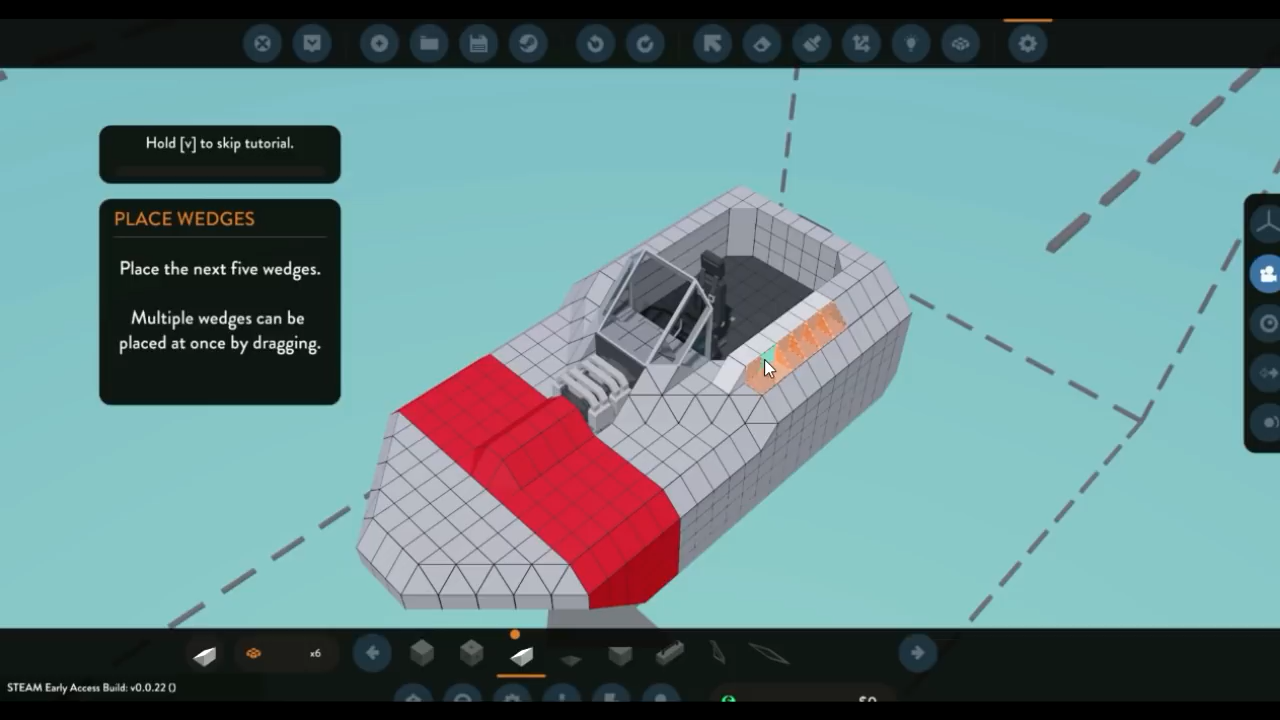 Hold [v] to skip tutorial.
PLACE WEDGES
Place the next five wedges.
Multiple wedges can be
placed at once by dragging.
x6
STEAM Early Access Build: v0.0.22 ()
$0